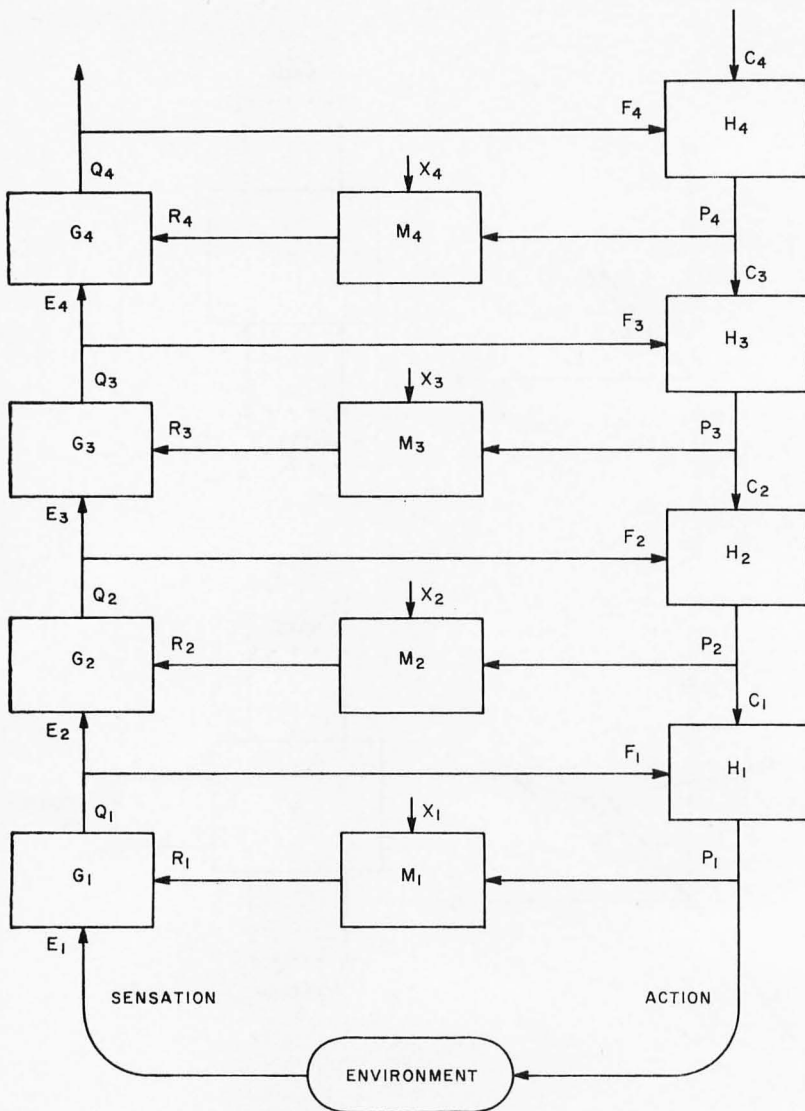 C₄
F₄ H₄
Q₄ X₄
G₄ R₄ M₄ P₄
E₄ C₃
F₃ H₃
Q₃ X₃
G₃ R₃ M₃ P₃
E₃ C₂
F₂ H₂
Q₂ X₂
G₂ R₂ M₂ P₂
E₂ C₁
F₁ H₁
Q₁ X₁
G₁ R₁ M₁ P₁
E₁
SENSATION ACTION
ENVIRONMENT